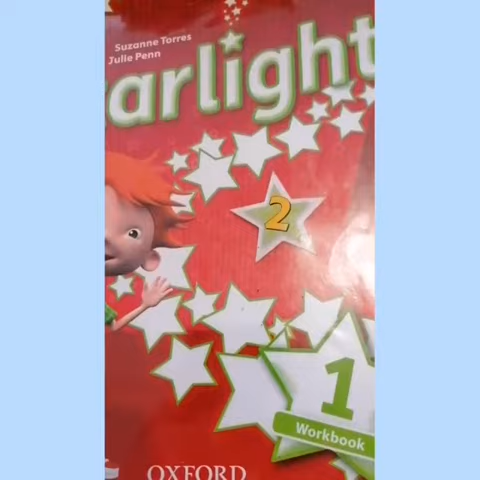 Suzanne Torres
Julie Penn
arlight
2
1
Workbook
OXFORD